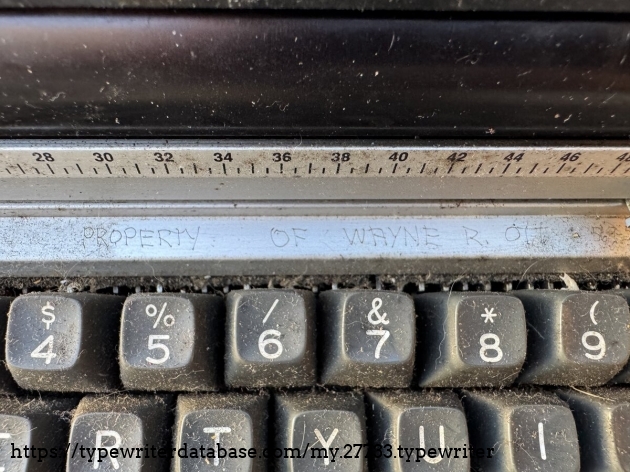 28 30 32 34 36 38 40 42 44 46
PROPERTY OF WAYNE R.
$ % / & * (
4 5 6 7 8 9
R T Y U I
https://typewriterdatabase.com/my.27233.typewriter